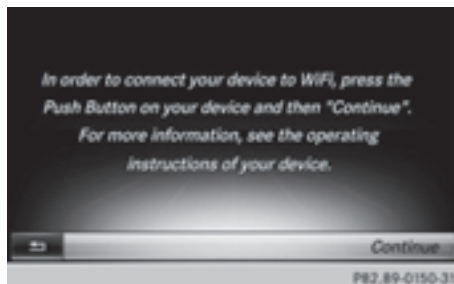 In order to connect your device to WiFi, press the
Push Button on your device and then "Continue".
For more information, see the operating
instructions of your device.
Continue
P82.89-0150-31